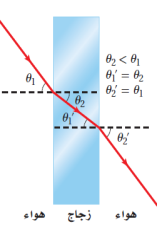 θ₂ < θ₁
θ₁′ = θ₂
θ₂′ = θ₁
θ₁
θ₂
θ₁′
θ₂′
هواء زجاج هواء